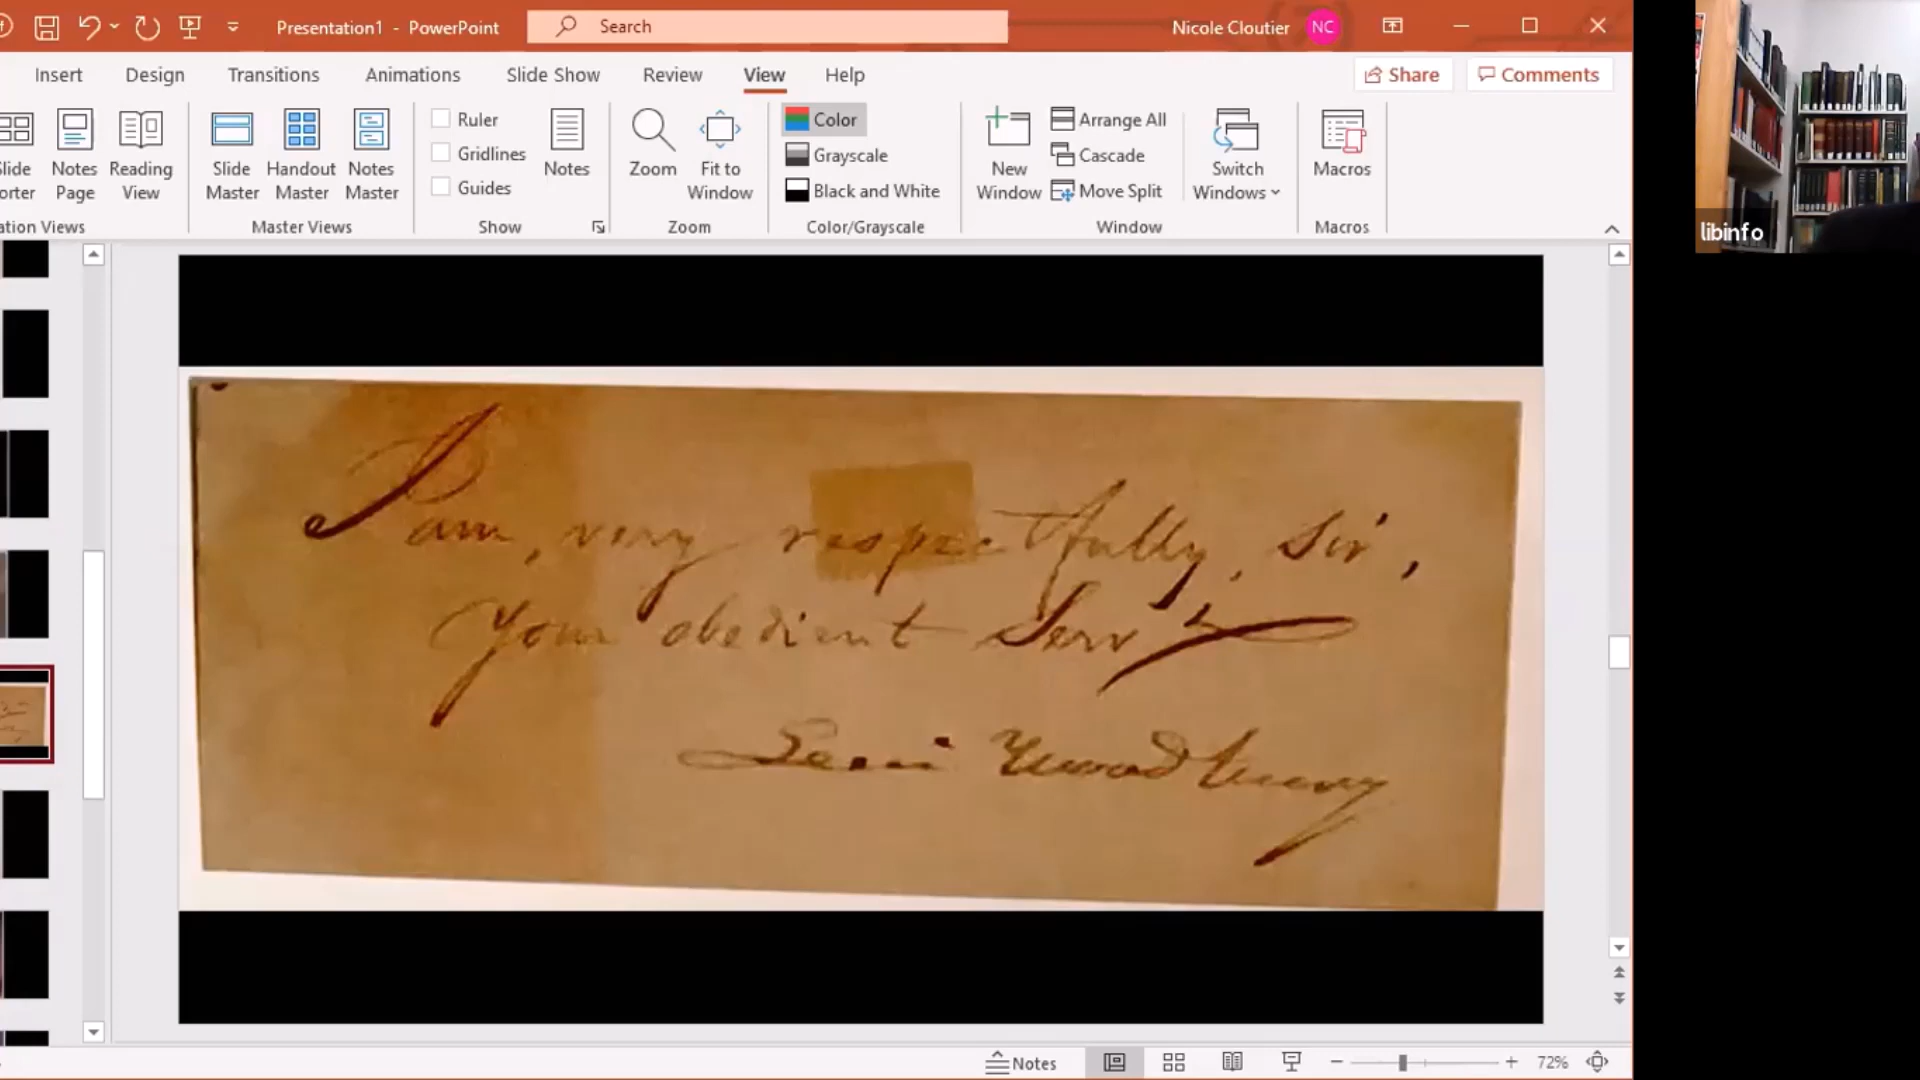 Presentation1 - PowerPoint
Search
Nicole Cloutier
NC
Insert
Design
Transitions
Animations
Slide Show
Review
View
Help
Share
Comments
Notes
Page
Reading
View
Slide
Master
Handout
Master
Notes
Master
Ruler
Gridlines
Guides
Notes
Zoom
Fit to
Window
Color
Grayscale
Black and White
New
Window
Arrange All
Cascade
Move Split
Switch
Windows
Macros
Master Views
Show
Zoom
Color/Grayscale
Window
Macros
libinfo
I am, very respectfully, Sir,
Your obedient Servt
Levi Woodbury
Notes
72%